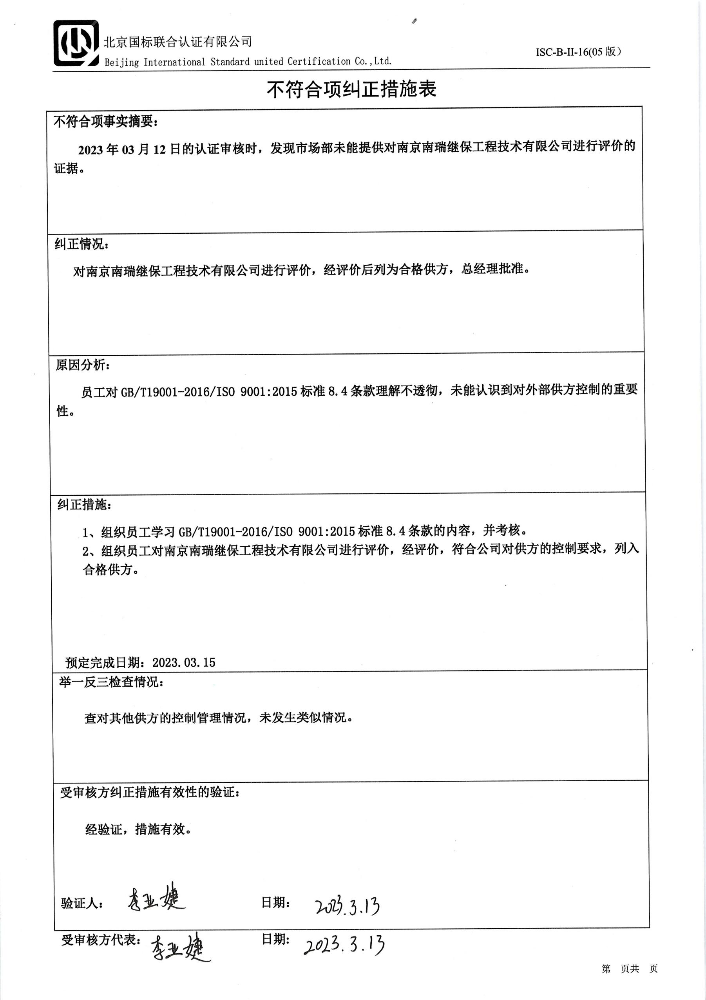 北京国标联合认证有限公司
ISC-B-II-16(05 版）
Beijing International Standard united Certification Co.,Ltd.
不符合项纠正措施表
不符合项事实摘要：
2023 年 03 月 12 日的认证审核时，发现市场部未能提供对南京南瑞继保工程技术有限公司进行评价的
证据。
纠正情况：
对南京南瑞继保工程技术有限公司进行评价，经评价后列为合格供方，总经理批准。
原因分析：
员工对 GB/T19001-2016/ISO 9001:2015 标准 8.4 条款理解不透彻，未能认识到对外部供方控制的重要
性。
纠正措施：
1、组织员工学习 GB/T19001-2016/ISO 9001:2015 标准 8.4 条款的内容，并考核。
2、组织员工对南京南瑞继保工程技术有限公司进行评价，经评价，符合公司对供方的控制要求，列入
合格供方。
预定完成日期：2023.03.15
举一反三检查情况：
查对其他供方的控制管理情况，未发生类似情况。
受审核方纠正措施有效性的验证：
经验证，措施有效。
验证人： 李亚婕 日期： 2023.3.13
受审核方代表： 李亚婕 日期： 2023.3.13
第 页共 页